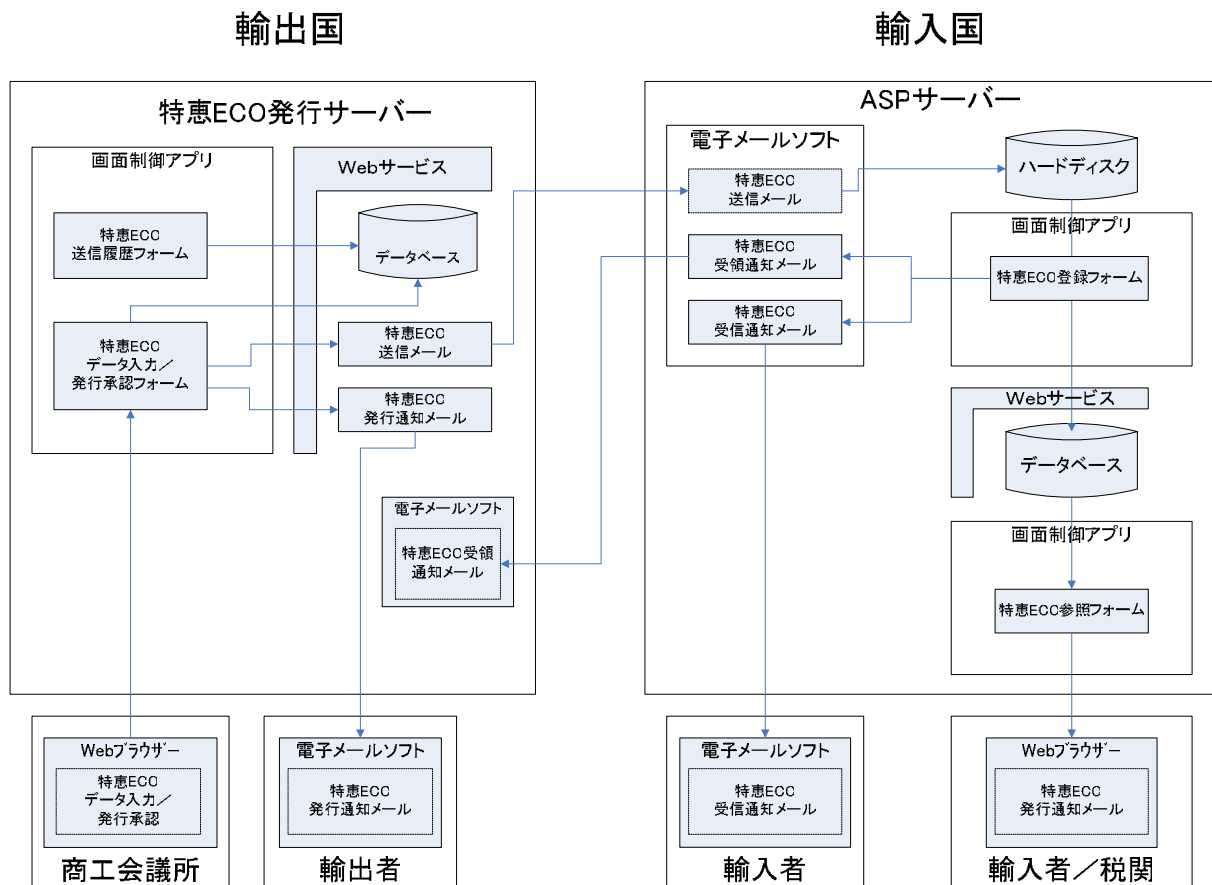 輸出国
輸入国
特恵ECO発行サーバー
画面制御アプリ
Webサービス
特恵ECO
送信履歴フォーム
データベース
特恵ECO
データ入力／
発行承認フォーム
特恵ECO
送信メール
特恵ECO
発行通知メール
電子メールソフト
特恵ECO受領
通知メール
Webブラウザー
特恵ECO
データ入力／
発行承認
商工会議所
電子メールソフト
特恵ECO
発行通知メール
輸出者
ASPサーバー
電子メールソフト
特恵ECO
送信メール
特恵ECO
受領通知メール
特恵ECO
受信通知メール
ハードディスク
画面制御アプリ
特恵ECO登録フォーム
Webサービス
データベース
画面制御アプリ
特恵ECO参照フォーム
電子メールソフト
特恵ECO
受信通知メール
輸入者
Webブラウザー
特恵ECO
発行通知メール
輸入者／税関